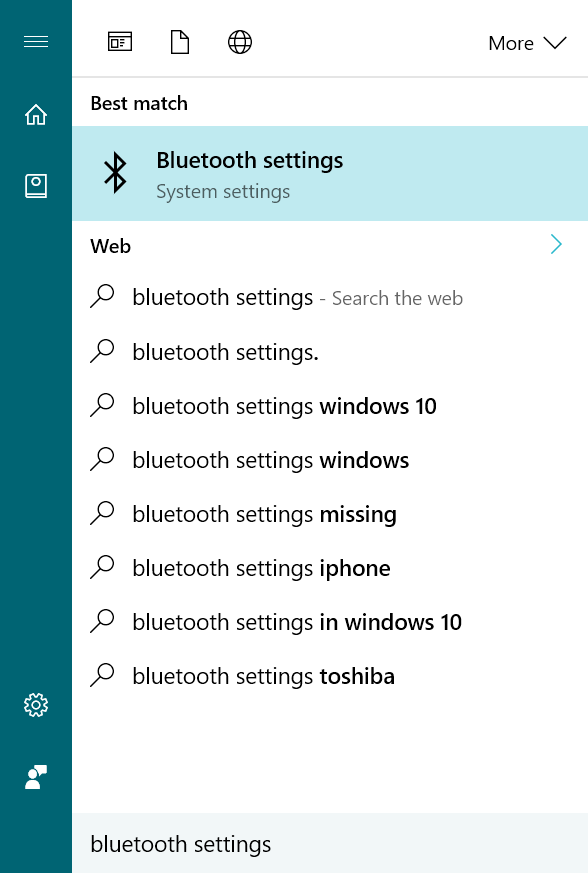 More
Best match
Bluetooth settings
System settings
Web
bluetooth settings - Search the web
bluetooth settings.
bluetooth settings windows 10
bluetooth settings windows
bluetooth settings missing
bluetooth settings iphone
bluetooth settings in windows 10
bluetooth settings toshiba
bluetooth settings